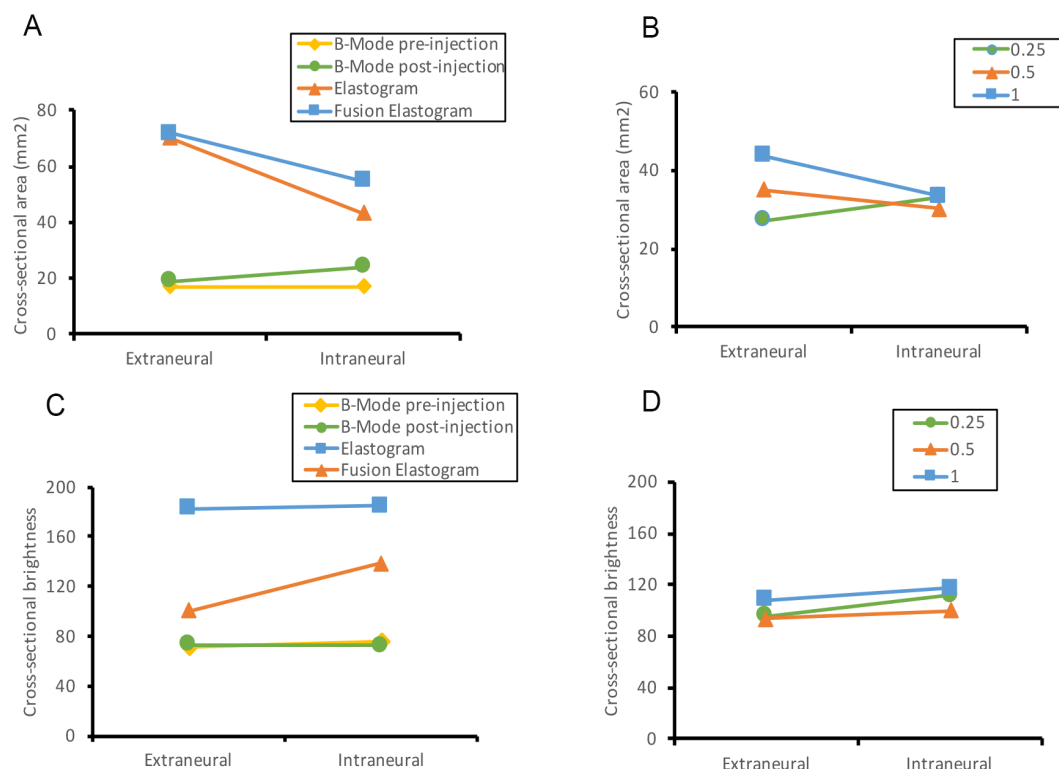 A
B-Mode pre-injection
B-Mode post-injection
Elastogram
Fusion Elastogram
Cross-sectional area (mm2)
80
60
40
20
0
Extraneural
Intraneural
B
0.25
0.5
1
Cross-sectional area (mm2)
60
40
20
0
Extraneural
Intraneural
C
B-Mode pre-injection
B-Mode post-injection
Elastogram
Fusion Elastogram
Cross-sectional brightness
200
160
120
80
40
0
Extraneural
Intraneural
D
0.25
0.5
1
Cross-sectional brightness
200
160
120
80
40
0
Extraneural
Intraneural